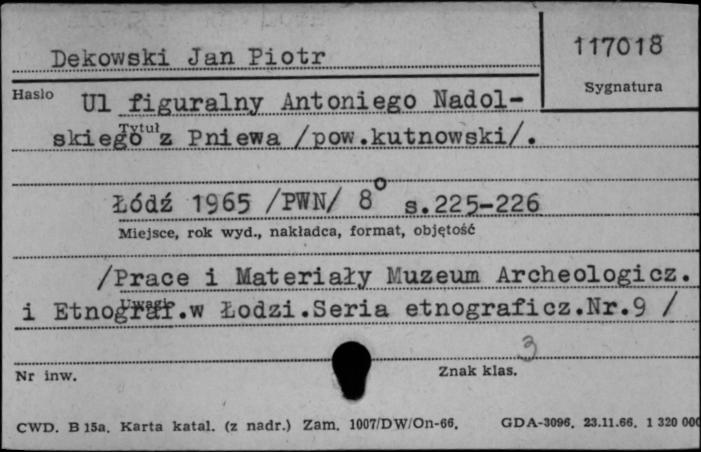 Dekowski Jan Piotr
117018
Sygnatura
Hasło
Ul figuralny Antoniego Nadol-
Tytuł
skiego z Pniewa /pow.kutnowski/.
Łódź 1965 /PWN/ 8° s.225-226
Miejsce, rok wyd., nakładca, format, objętość
/Prace i Materiały Muzeum Archeologicz.
Uwagi
i Etnograf.w Łodzi.Seria etnograficz.Nr.9 /
3
Nr inw.
Znak klas.
CWD. B 15a. Karta katal. (z nadr.) Zam. 1007/DW/On-66. GDA-3096. 23.11.66. 1 320 000